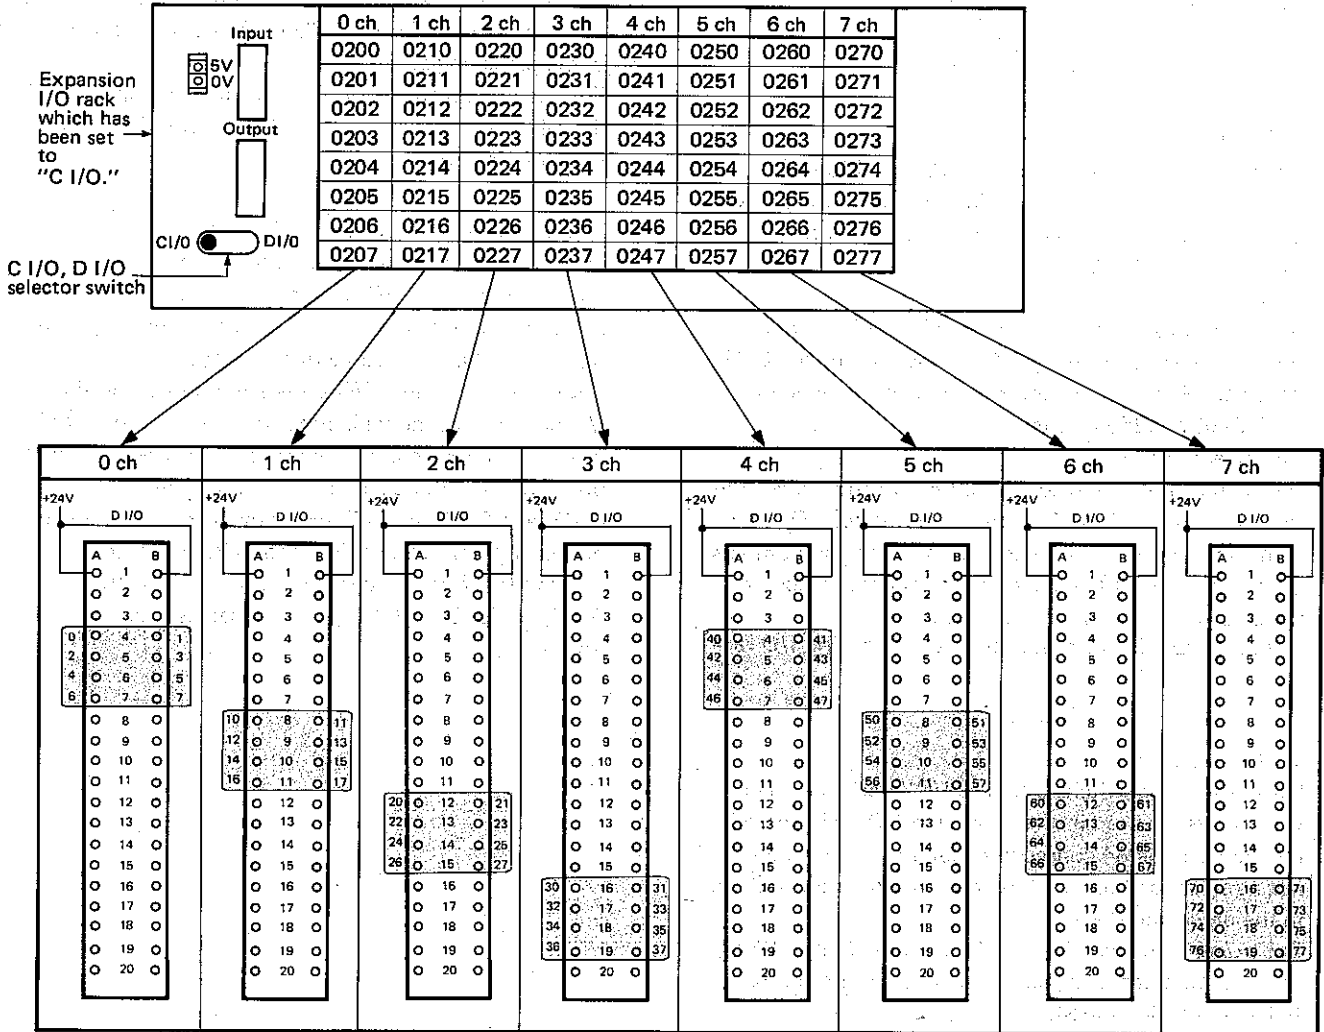 0 ch 1 ch 2 ch 3 ch 4 ch 5 ch 6 ch 7 ch
0200 0210 0220 0230 0240 0250 0260 0270
0201 0211 0221 0231 0241 0251 0261 0271
0202 0212 0222 0232 0242 0252 0262 0272
0203 0213 0223 0233 0243 0253 0263 0273
0204 0214 0224 0234 0244 0254 0264 0274
0205 0215 0225 0235 0245 0255 0265 0275
0206 0216 0226 0236 0246 0256 0266 0276
0207 0217 0227 0237 0247 0257 0267 0277
Input
5V
0V
Output
CI/0 DI/0
Expansion
I/O rack
which has
been set
to
"C I/O."
C I/O, D I/O
selector switch
0 ch 1 ch 2 ch 3 ch 4 ch 5 ch 6 ch 7 ch
+24V +24V +24V +24V +24V +24V +24V +24V
D I/O D I/O D I/O D I/O D I/O D I/O D I/O D I/O
A B A B A B A B A B A B A B A B
1 1 1 1 1 1 1 1
2 2 2 2 2 2 2 2
3 3 3 3 3 3 3 3
0 4 1 4 4 4 40 4 41 4 4 4
2 5 3 5 5 5 42 5 43 5 5 5
4 6 5 6 6 6 44 6 45 6 6 6
6 7 7 7 7 7 46 7 47 7 7 7
8 10 8 11 8 8 8 50 8 51 8 8
9 12 9 13 9 9 9 52 9 53 9 9
10 14 10 15 10 10 10 54 10 55 10 10
11 16 11 17 11 11 11 56 11 57 11 11
12 12 20 12 21 12 12 12 60 12 61 12
13 13 22 13 23 13 13 13 62 13 63 13
14 14 24 14 25 14 14 14 64 14 65 14
15 15 26 15 27 15 15 15 66 15 67 15
16 16 16 30 16 31 16 16 16 70 16 71
17 17 17 32 17 33 17 17 17 72 17 73
18 18 18 34 18 35 18 18 18 74 18 75
19 19 19 36 19 37 19 19 19 76 19 77
20 20 20 20 20 20 20 20